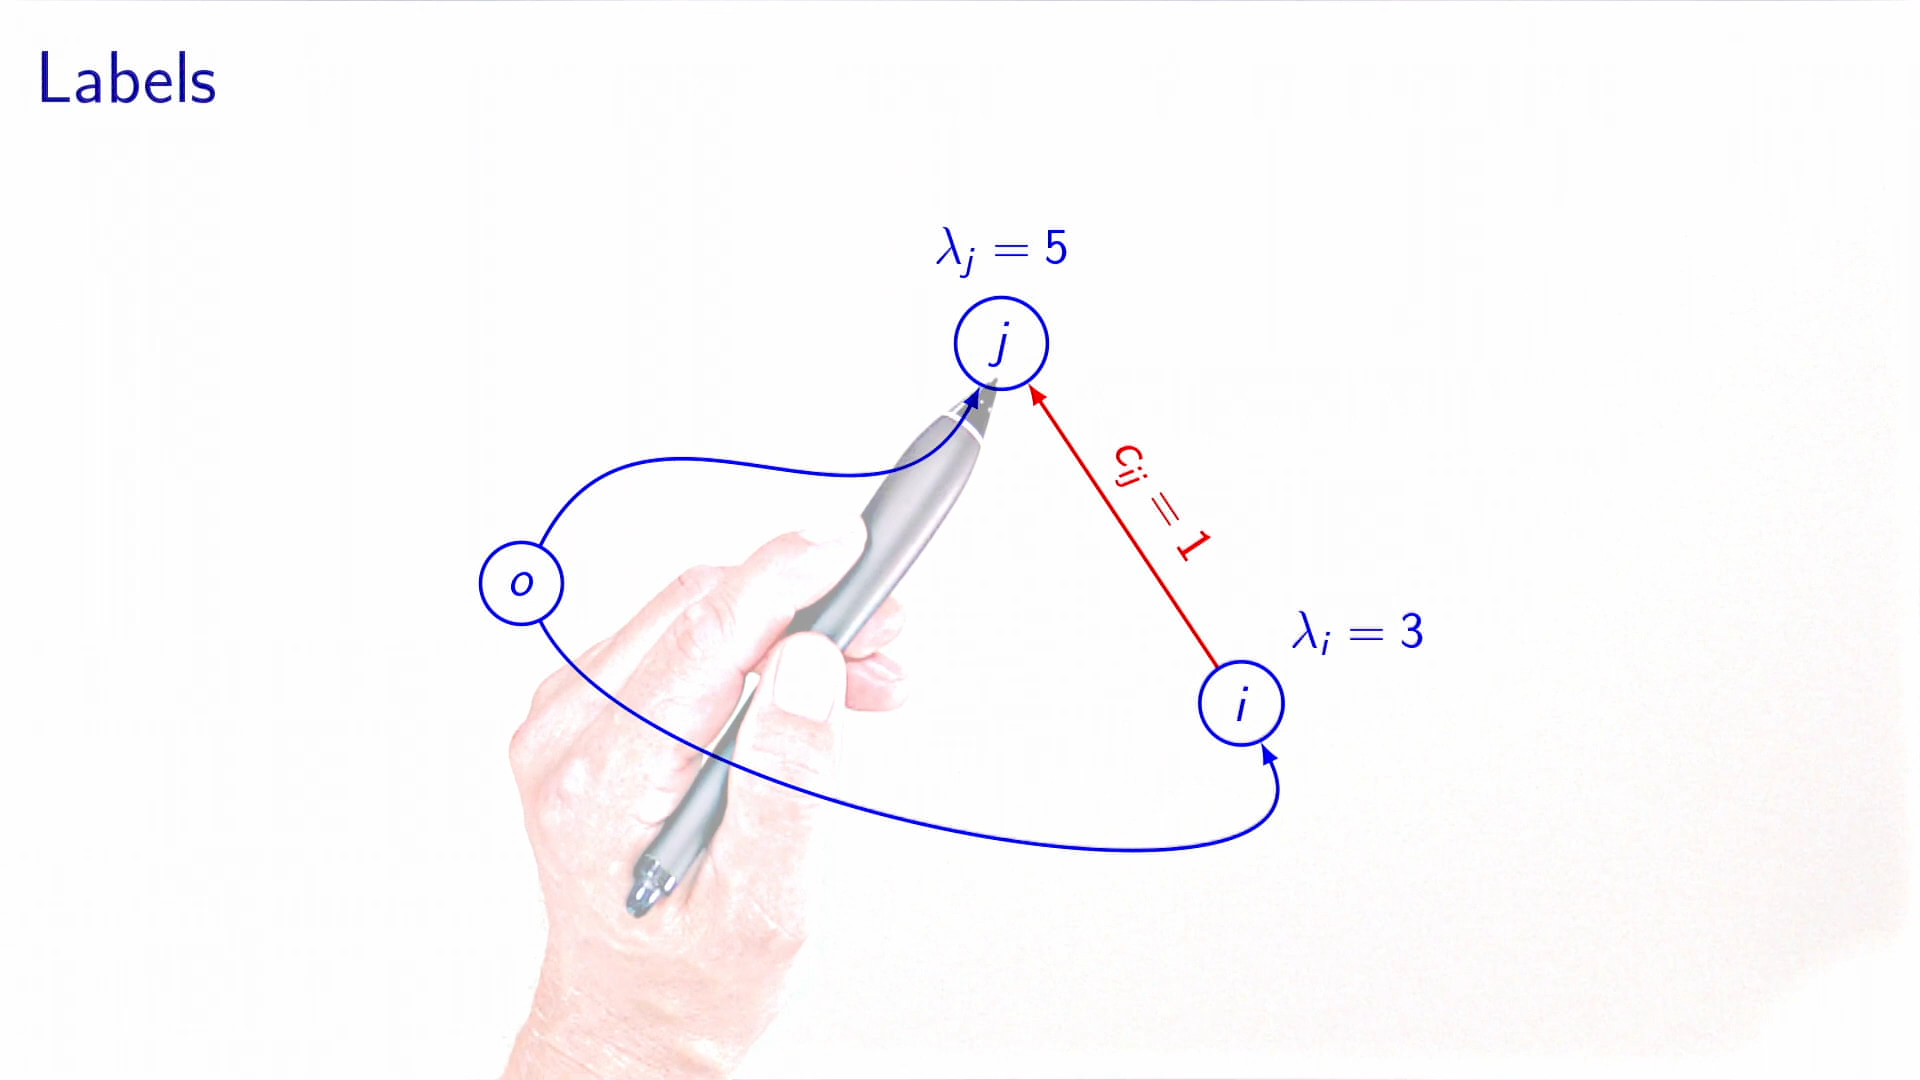 Labels
λⱼ = 5
j
cᵢⱼ = 1
o
λᵢ = 3
i